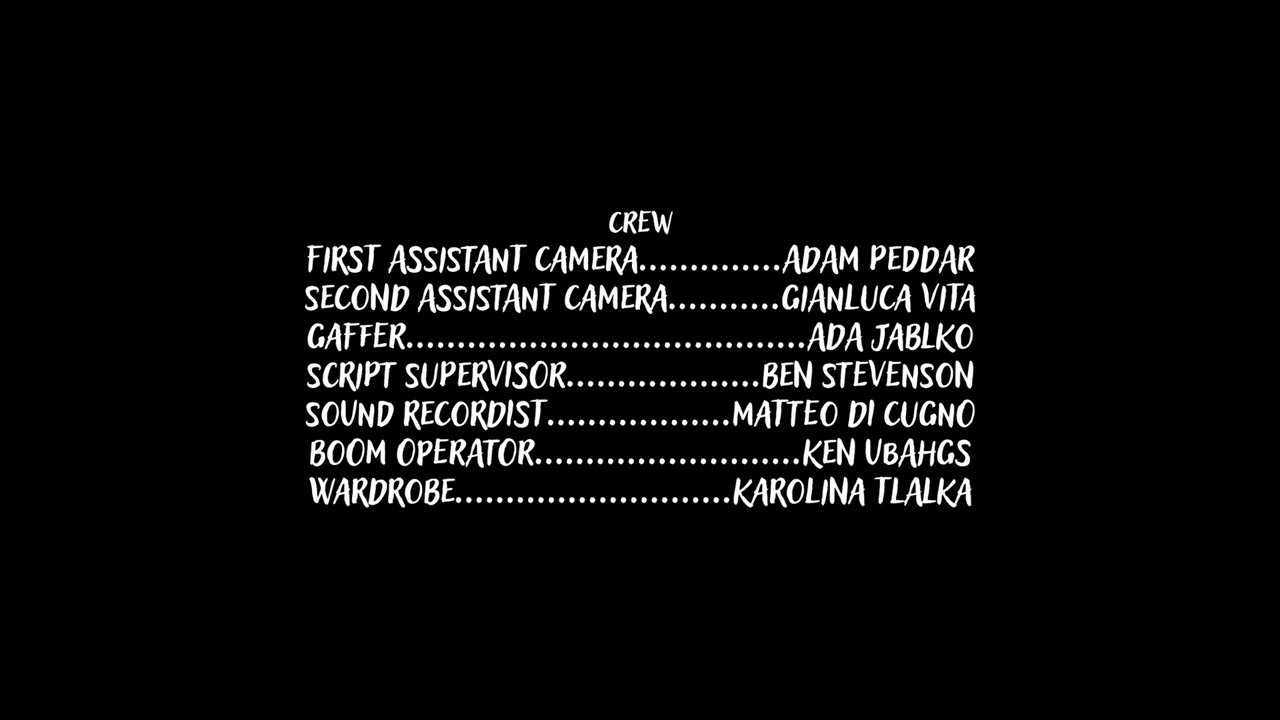 CREW
FIRST ASSISTANT CAMERA..............ADAM PEDDAR
SECOND ASSISTANT CAMERA...........GIANLUCA VITA
GAFFER.......................................ADA JABLKO
SCRIPT SUPERVISOR...................BEN STEVENSON
SOUND RECORDIST..................MATTEO DI CUGNO
BOOM OPERATOR..........................KEN UBAHGS
WARDROBE...........................KAROLINA TLALKA